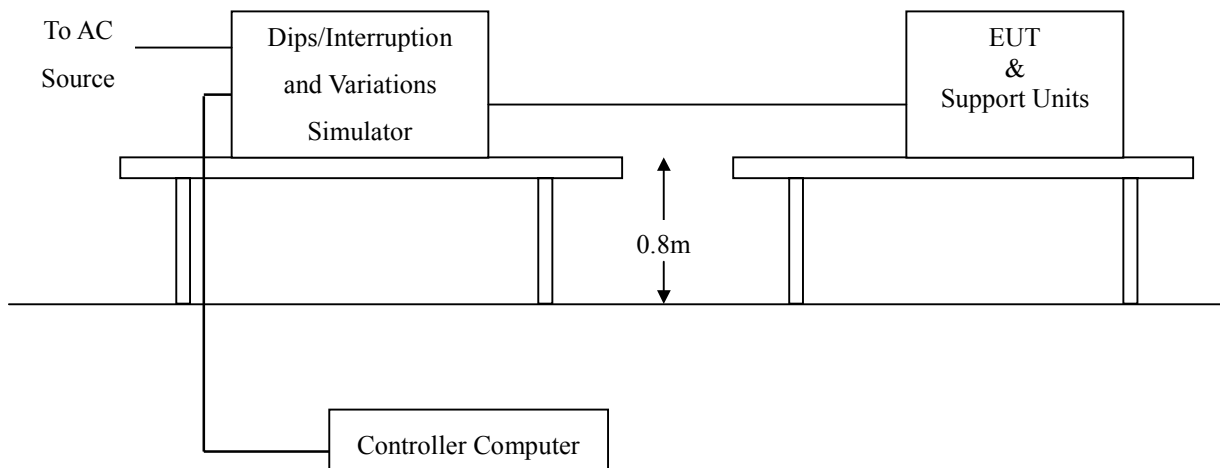 To AC
Source
Dips/Interruption
and Variations
Simulator
EUT
&
Support Units
0.8m
Controller Computer